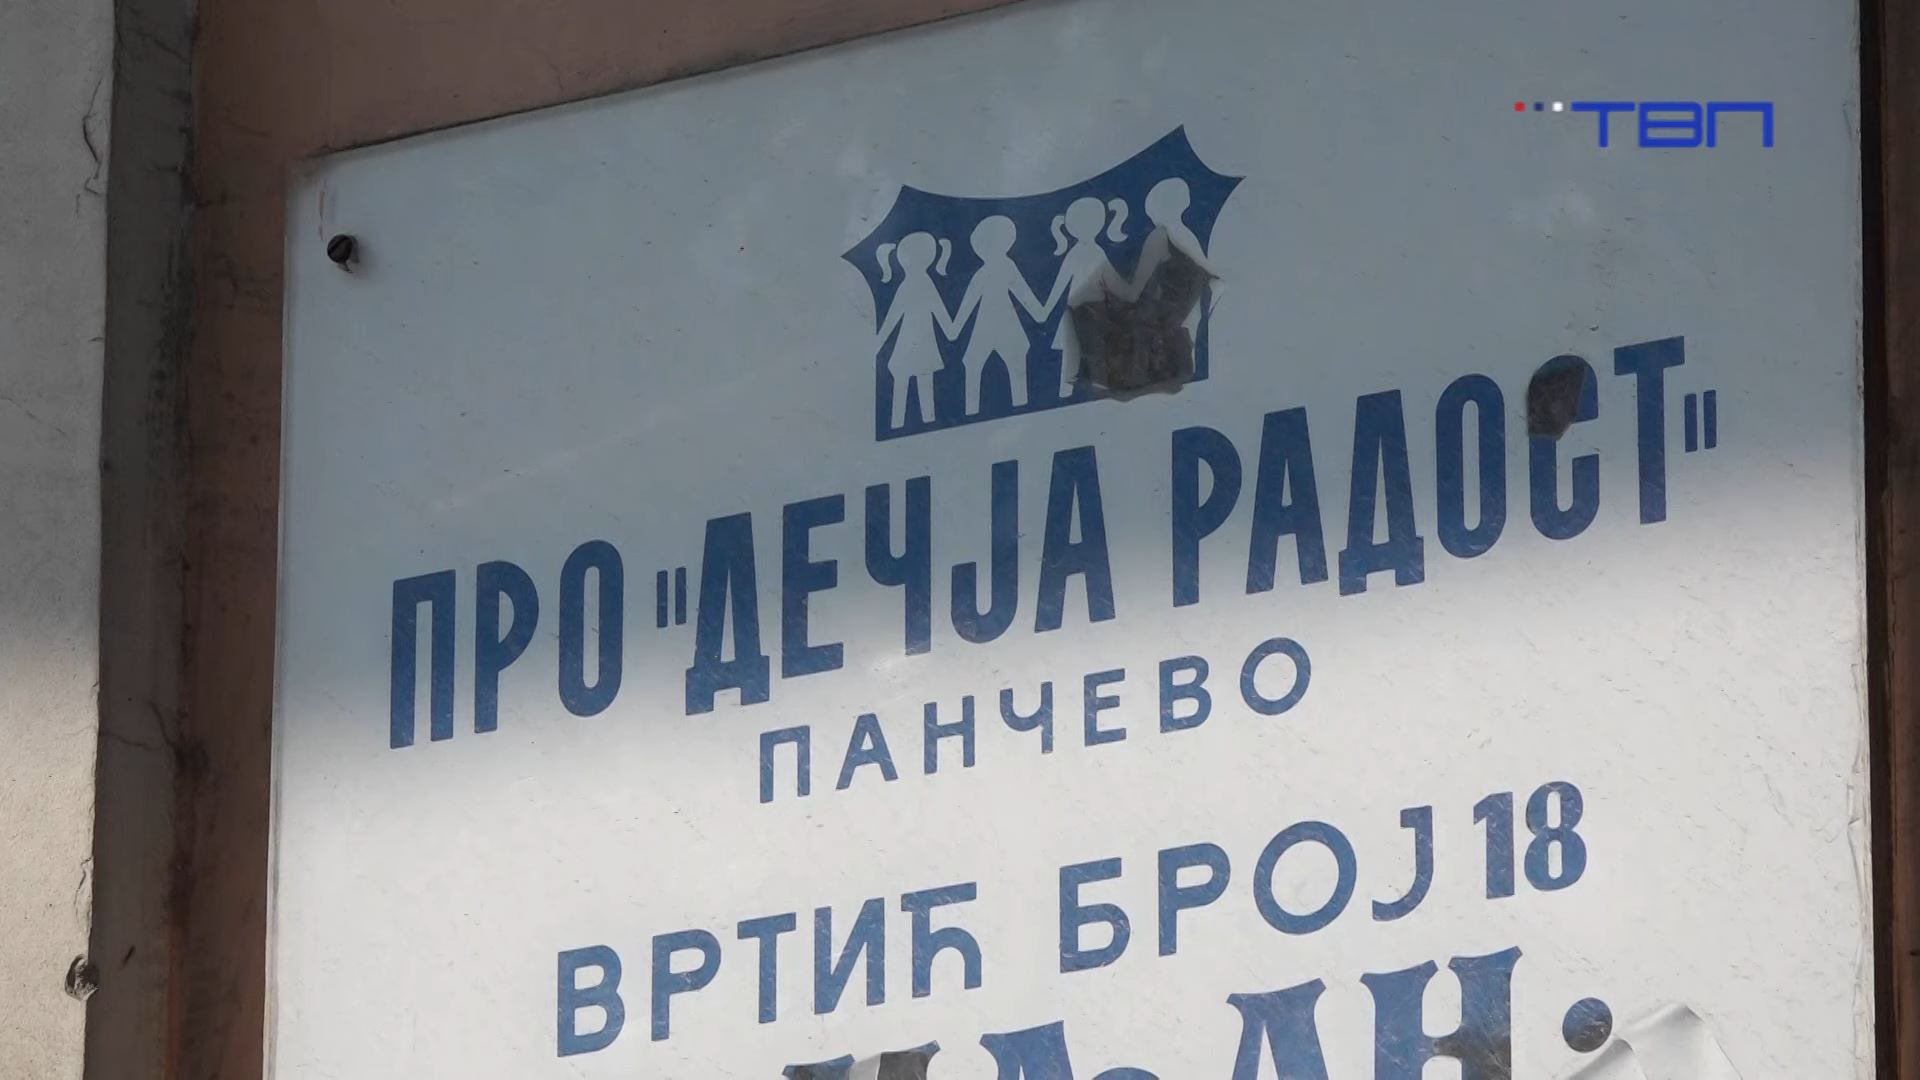 ТВП
ПРО "ДЕЧЈА РАДОСТ"
ПАНЧЕВО
ВРТИЋ БРОЈ 18